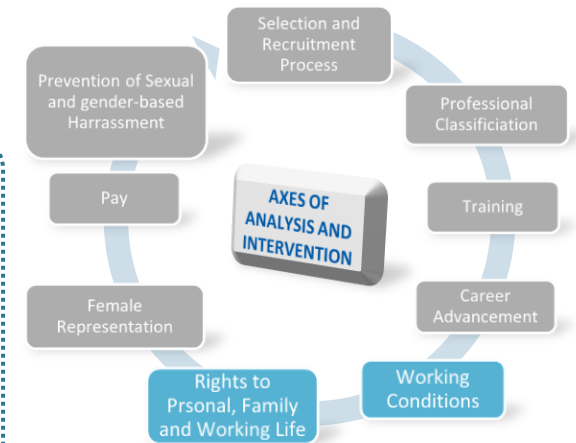 Selection and
Recruitment
Process
Professional
Classificiation
Training
Career
Advancement
Working
Conditions
Rights to
Prsonal, Family
and Working Life
Female
Representation
Pay
Prevention of Sexual
and gender-based
Harrassment
AXES OF
ANALYSIS AND
INTERVENTION